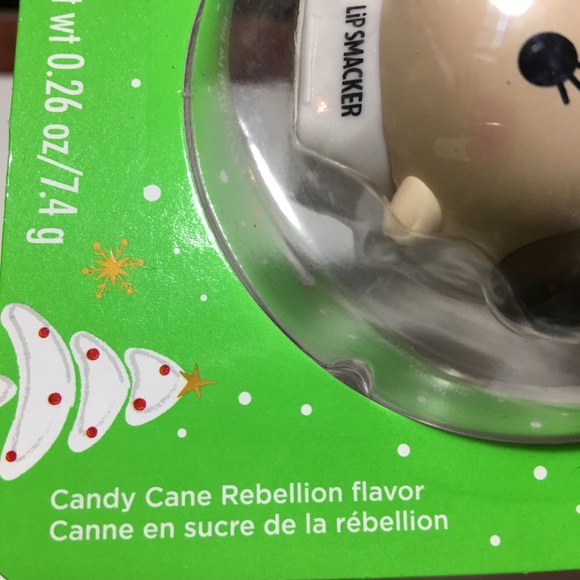 wt 0.26 oz/7.4 g
LiP SMACKER
Candy Cane Rebellion flavor
Canne en sucre de la rébellion